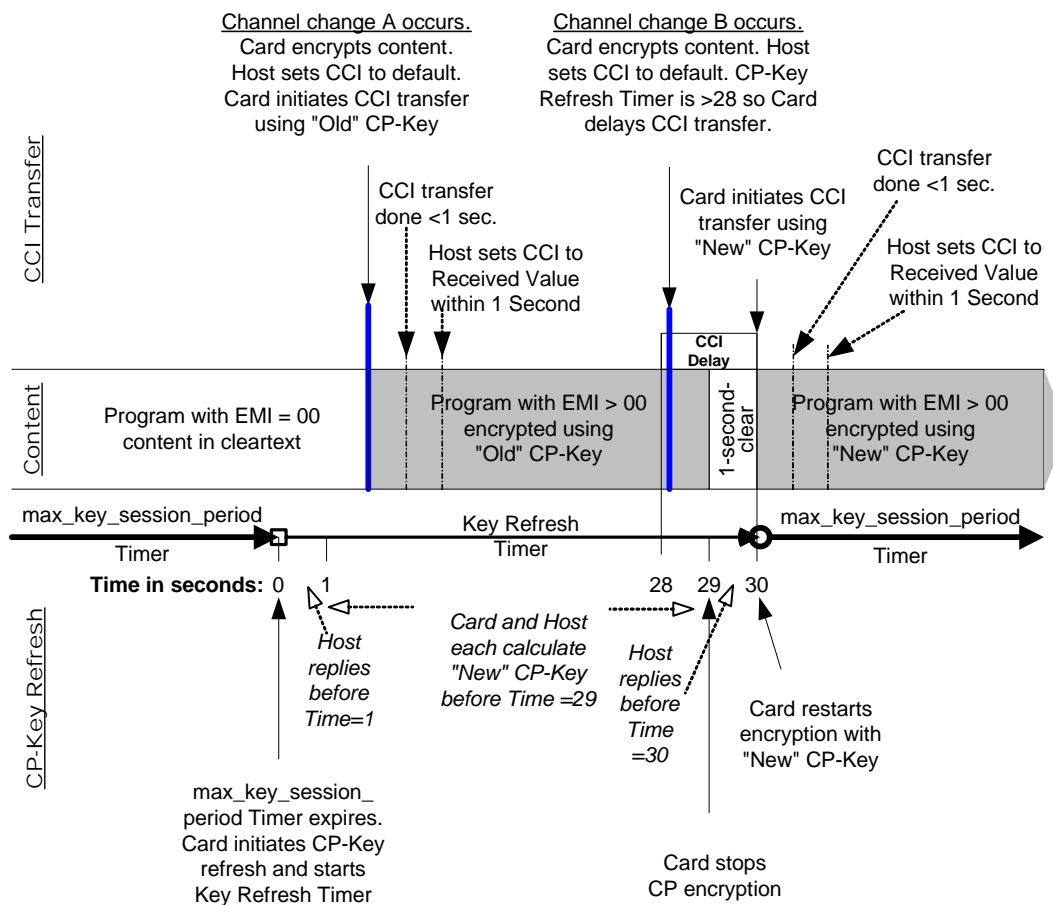 Channel change A occurs.
Card encrypts content.
Host sets CCI to default.
Card initiates CCI transfer
using "Old" CP-Key
Channel change B occurs.
Card encrypts content. Host
sets CCI to default. CP-Key
Refresh Timer is >28 so Card
delays CCI transfer.
CCI Transfer
CCI transfer
done <1 sec.
Host sets CCI to
Received Value
within 1 Second
Card initiates CCI
transfer using
"New" CP-Key
CCI transfer
done <1 sec.
Host sets CCI to
Received Value
within 1 Second
CCI
Delay
Content
Program with EMI = 00
content in cleartext
Program with EMI > 00
encrypted using
"Old" CP-Key
1-second-
clear
Program with EMI > 00
encrypted using
"New" CP-Key
max_key_session_period
Timer
Key Refresh
Timer
max_key_session_period
Timer
Time in seconds: 0 1 28 29 30
CP-Key Refresh
Host
replies
before
Time=1
Card and Host
each calculate
"New" CP-Key
before Time =29
Host
replies
before
Time
=30
Card restarts
encryption with
"New" CP-Key
max_key_session_
period Timer expires.
Card initiates CP-Key
refresh and starts
Key Refresh Timer
Card stops
CP encryption